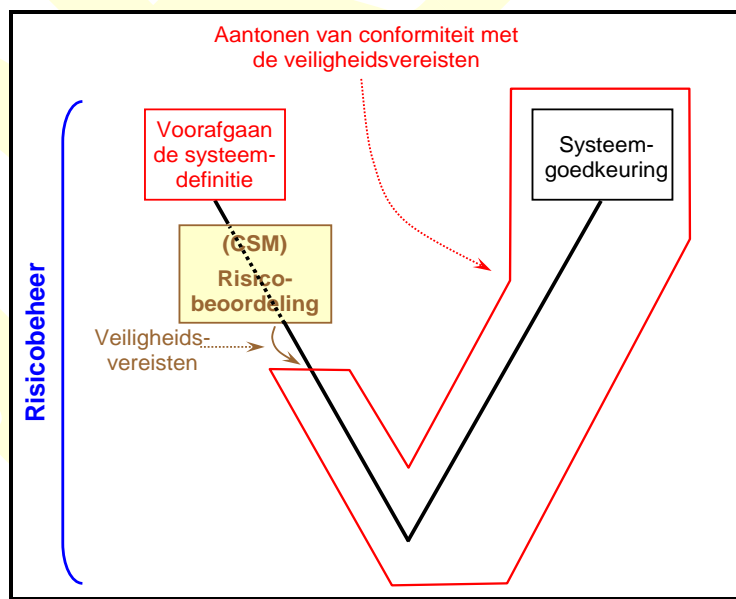 Aantonen van conformiteit met
de veiligheidsvereisten
Voorafgaan
de systeem-
definitie
Systeem-
goedkeuring
(CSM)
Risico-
beoordeling
Veiligheids-
vereisten
Risicobeheer